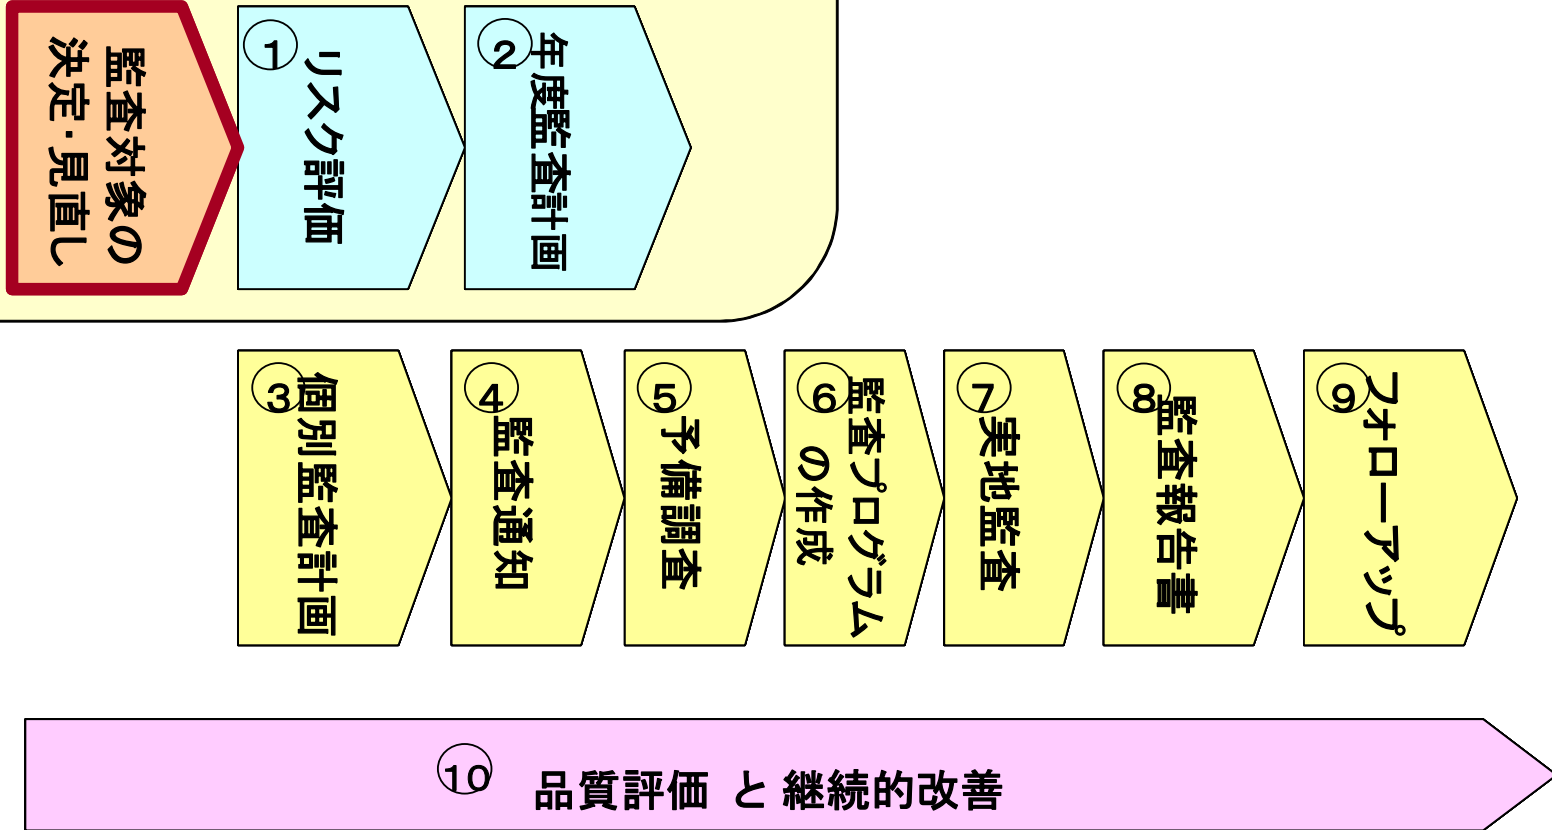 監査対象の
決定・見直し
1
リスク評価
2
年度監査計画
3
個別監査計画
4
監査通知
5
予備調査
6
監査プログラム
の作成
7
実地監査
8
監査報告書
9
フォローアップ
10
品質評価 と 継続的改善